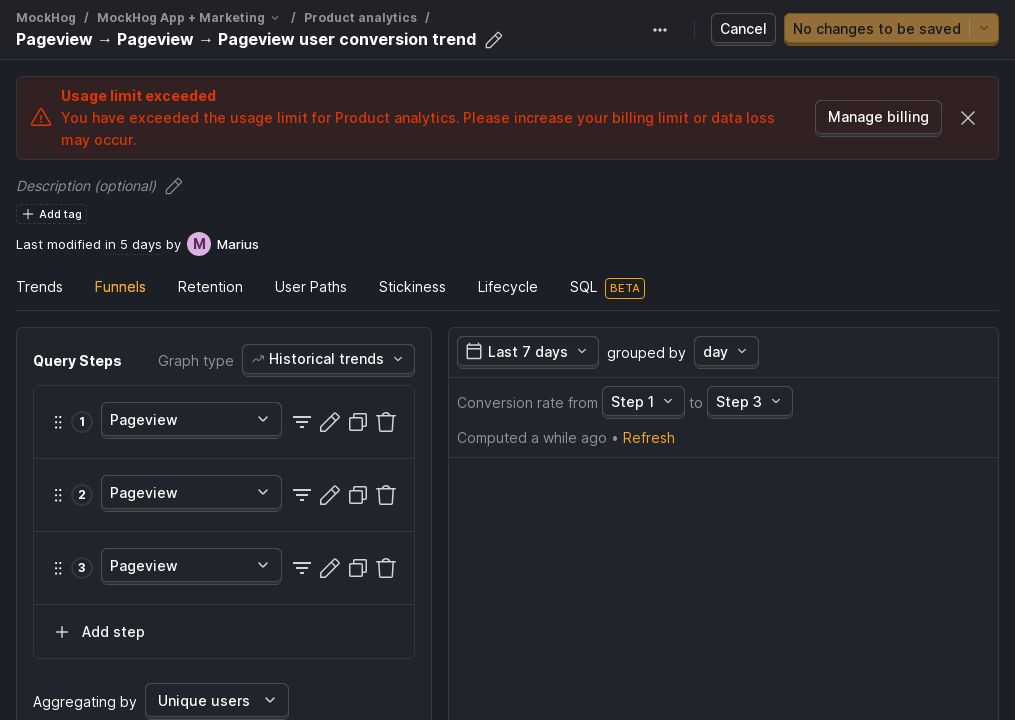 MockHog / MockHog App + Marketing / Product analytics /
Pageview → Pageview → Pageview user conversion trend
Cancel
No changes to be saved
Usage limit exceeded
You have exceeded the usage limit for Product analytics. Please increase your billing limit or data loss
may occur.
Manage billing
Description (optional)
Add tag
Last modified in 5 days by M Marius
Trends Funnels Retention User Paths Stickiness Lifecycle SQL BETA
Query Steps Graph type Historical trends
1 Pageview
2 Pageview
3 Pageview
Add step
Aggregating by Unique users
Last 7 days grouped by day
Conversion rate from Step 1 to Step 3
Computed a while ago • Refresh